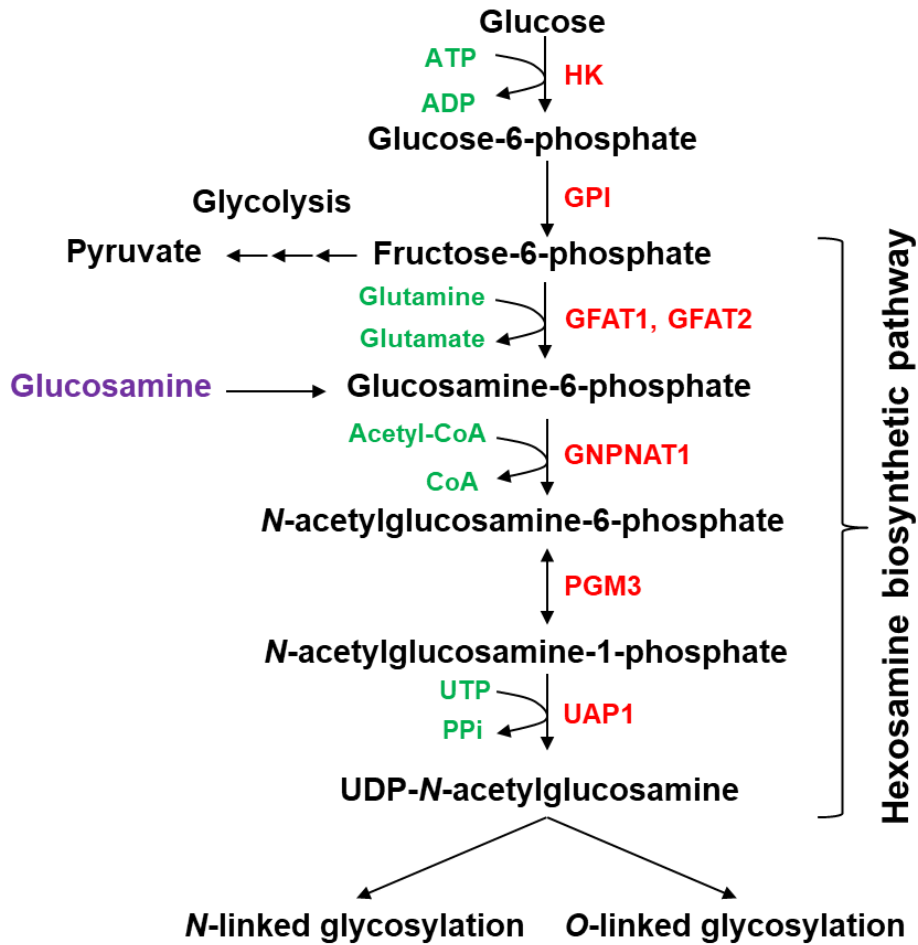 Glucose
ATP
HK
ADP
Glucose-6-phosphate
GPI
Glycolysis
Pyruvate
Fructose-6-phosphate
Glutamine
GFAT1, GFAT2
Glutamate
Glucosamine
Glucosamine-6-phosphate
Acetyl-CoA
GNPNAT1
CoA
N-acetylglucosamine-6-phosphate
PGM3
N-acetylglucosamine-1-phosphate
UTP
UAP1
PPi
UDP-N-acetylglucosamine
N-linked glycosylation
O-linked glycosylation
Hexosamine biosynthetic pathway